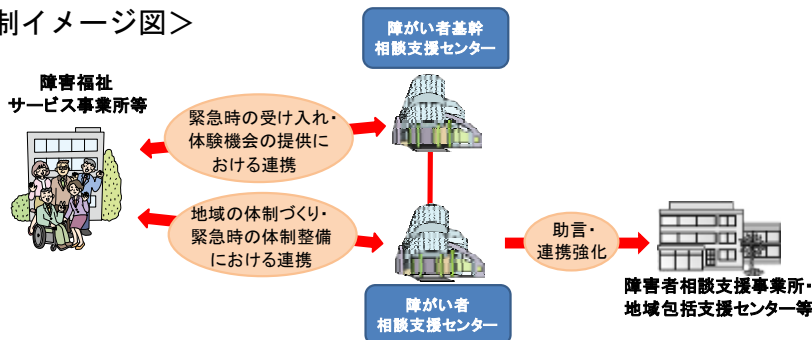 制イメージ図＞
障がい者基幹
相談支援センター
障害福祉
サービス事業所等
緊急時の受け入れ・
体験機会の提供に
おける連携
地域の体制づくり・
緊急時の体制整備
における連携
助言・
連携強化
障害者相談支援事業所・
地域包括支援センター等
障がい者
相談支援センター